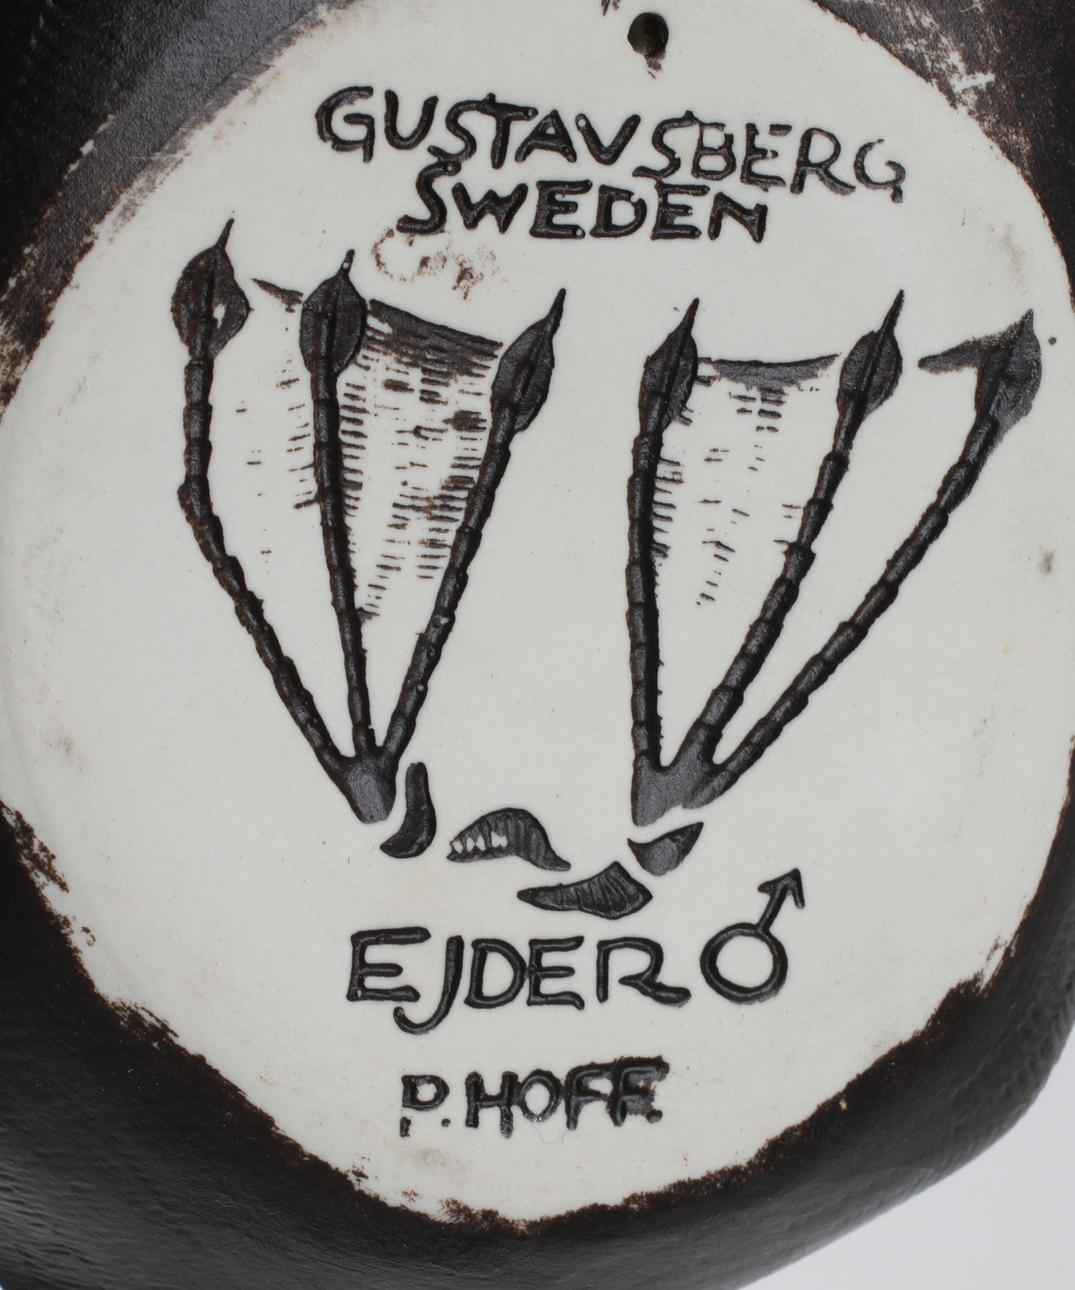 GUSTAVSBERG
SWEDEN
EJDER ♂
P. HOFF.